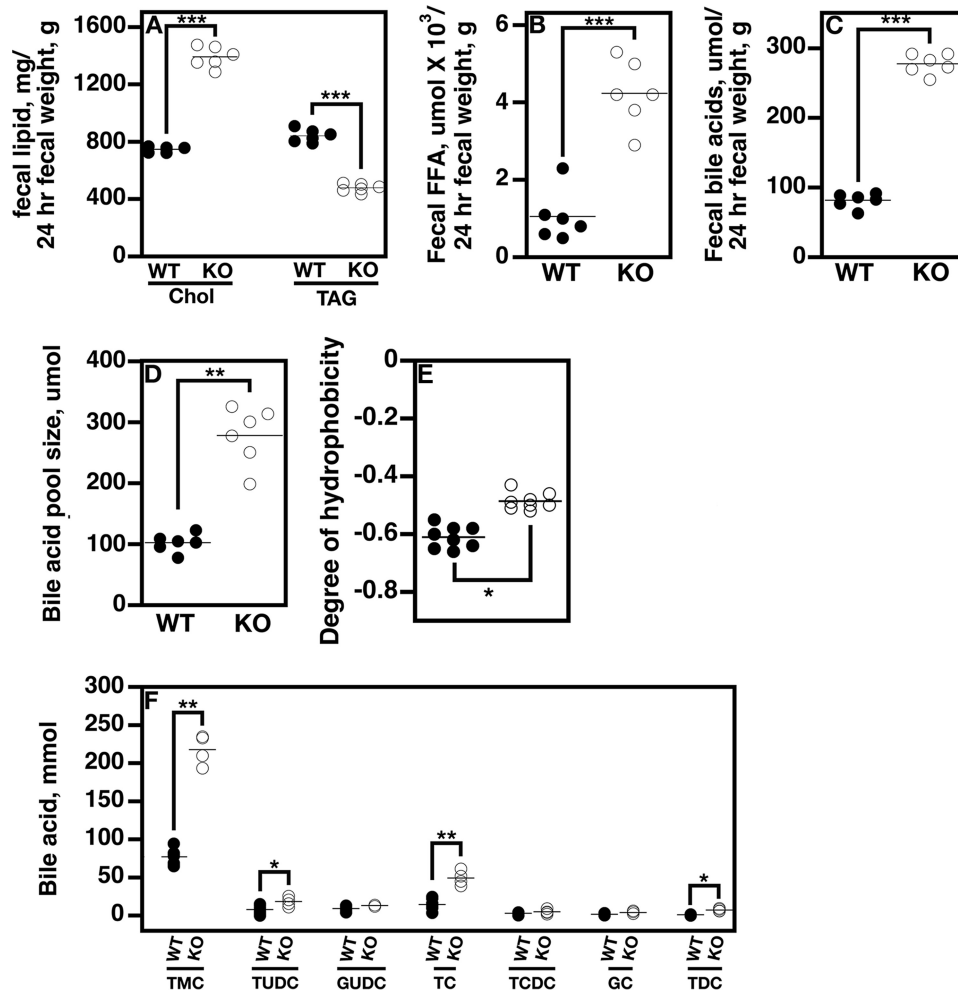 A
fecal lipid, mg/
24 hr fecal weight, g
1600
1200
800
400
0
***
***
WT KO WT KO
Chol TAG
B
Fecal FFA, umol X 10³/
24 hr fecal weight, g
6
4
2
0
***
WT KO
C
Fecal bile acids, umol/
24 hr fecal weight, g
300
200
100
0
***
WT KO
D
Bile acid pool size, umol
400
300
200
100
0
**
WT KO
E
Degree of hydrophobicity
0
-0.2
-0.4
-0.6
-0.8
*
F
Bile acid, mmol
300
250
200
150
100
50
0
**
*
**
*
WT KO WT KO WT KO WT KO WT KO WT KO WT KO
TMC TUDC GUDC TC TCDC GC TDC